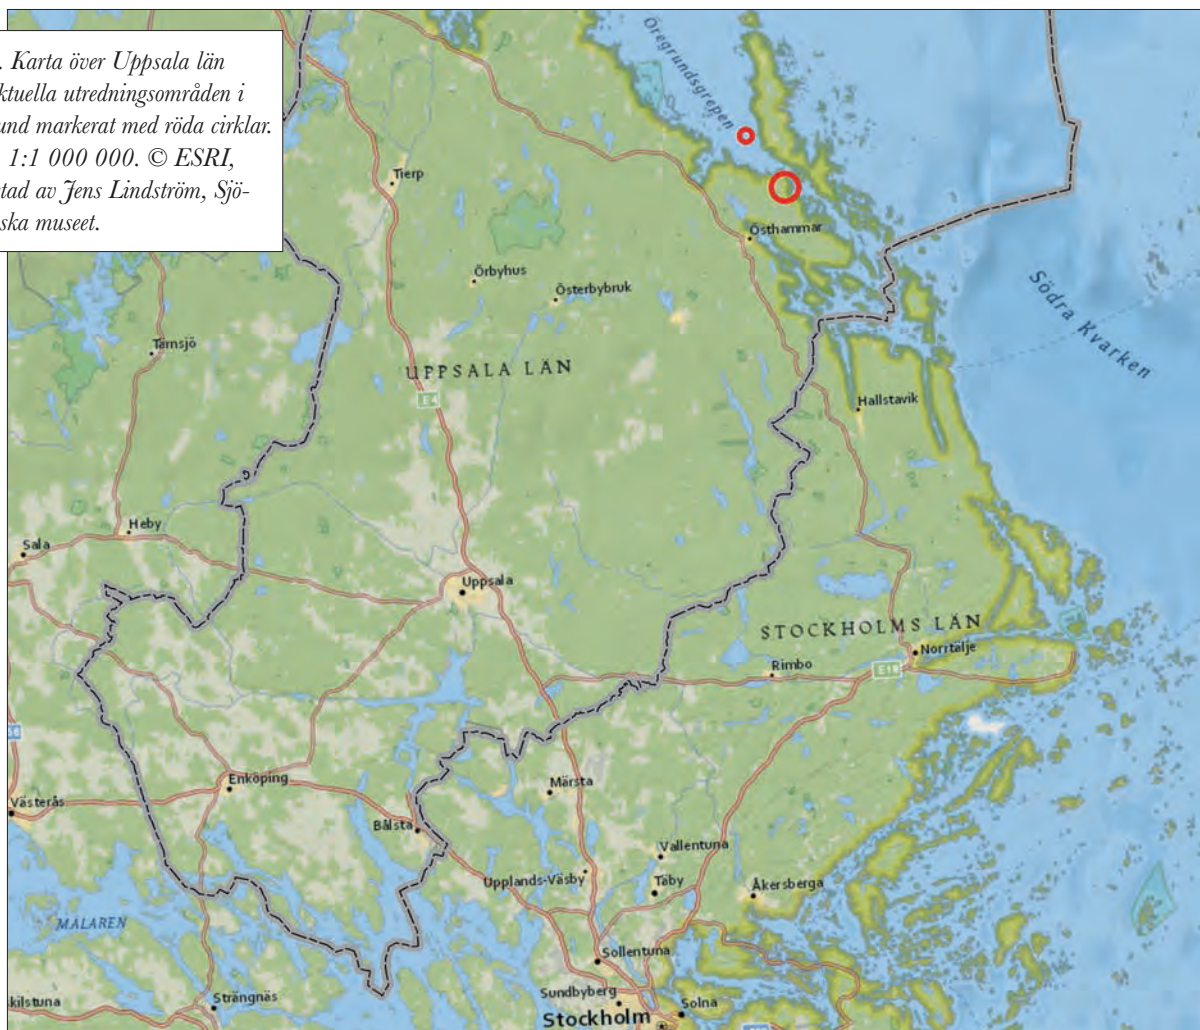 . Karta över Uppsala län
ktuella utredningsområden i
und markerat med röda cirklar.
1:1 000 000. © ESRI,
tad av Jens Lindström, Sjö-
ska museet.
Öregrundsgrepen
Tierp
Östhammar
Örbyhus
Österbybruk
Södra Kvarken
Tärnsjö
UPPSALA LÄN
E4
Hallstavik
Heby
Sala
Uppsala
STOCKHOLMS LÄN
Norrtälje
Rimbo
E18
Enköping
Märsta
Västerås
Bålsta
Vallentuna
Upplands-Väsby
Täby
Åkersberga
MÄLAREN
Sollentuna
Sundbyberg
kilstuna
Strängnäs
Solna
Stockholm